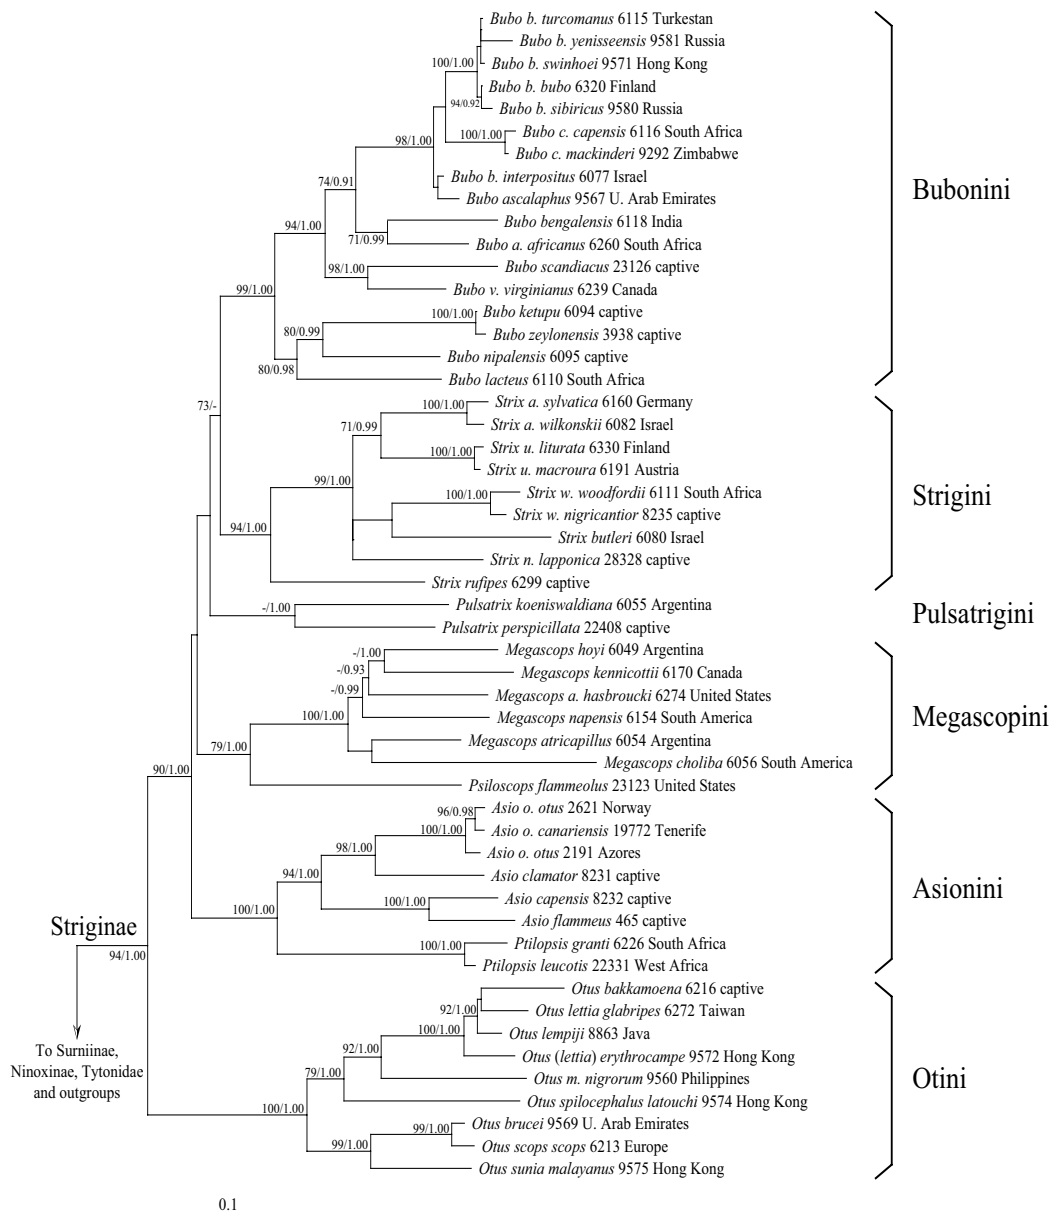 Bubo b. turcomanus 6115 Turkestan
Bubo b. yenisseensis 9581 Russia
100/1.00
Bubo b. swinhoei 9571 Hong Kong
Bubo b. bubo 6320 Finland
94/0.92
Bubo b. sibiricus 9580 Russia
98/1.00
100/1.00
Bubo c. capensis 6116 South Africa
Bubo c. mackinderi 9292 Zimbabwe
74/0.91
Bubo b. interpositus 6077 Israel
Bubonini
Bubo ascalaphus 9567 U. Arab Emirates
94/1.00
Bubo bengalensis 6118 India
71/0.99
Bubo a. africanus 6260 South Africa
98/1.00
Bubo scandiacus 23126 captive
99/1.00
Bubo v. virginianus 6239 Canada
100/1.00
Bubo ketupu 6094 captive
80/0.99
Bubo zeylonensis 3938 captive
Bubo nipalensis 6095 captive
80/0.98
Bubo lacteus 6110 South Africa
73/-
100/1.00
Strix a. sylvatica 6160 Germany
71/0.99
Strix a. wilkonskii 6082 Israel
100/1.00
Strix u. liturata 6330 Finland
Strix u. macroura 6191 Austria
99/1.00
100/1.00
Strix w. woodfordii 6111 South Africa
Strigini
Strix w. nigricantior 8235 captive
94/1.00
Strix butleri 6080 Israel
Strix n. lapponica 28328 captive
Strix rufipes 6299 captive
-/1.00
Pulsatrix koeniswaldiana 6055 Argentina
Pulsatrigini
Pulsatrix perspicillata 22408 captive
-/1.00
Megascops hoyi 6049 Argentina
-/0.93
Megascops kennicottii 6170 Canada
-/0.99
Megascops a. hasbroucki 6274 United States
100/1.00
Megascops napensis 6154 South America
Megascopini
79/1.00
Megascops atricapillus 6054 Argentina
Megascops choliba 6056 South America
90/1.00
Psiloscops flammeolus 23123 United States
96/0.98
Asio o. otus 2621 Norway
100/1.00
Asio o. canariensis 19772 Tenerife
98/1.00
Asio o. otus 2191 Azores
94/1.00
Asio clamator 8231 captive
Asionini
100/1.00
Asio capensis 8232 captive
100/1.00
Asio flammeus 465 captive
Striginae
100/1.00
Ptilopsis granti 6226 South Africa
94/1.00
Ptilopsis leucotis 22331 West Africa
Otus bakkamoena 6216 captive
92/1.00
Otus lettia glabripes 6272 Taiwan
100/1.00
Otus lempiji 8863 Java
92/1.00
Otus (lettia) erythrocampe 9572 Hong Kong
79/1.00
Otus m. nigrorum 9560 Philippines
Otini
Otus spilocephalus latouchi 9574 Hong Kong
100/1.00
99/1.00
Otus brucei 9569 U. Arab Emirates
99/1.00
Otus scops scops 6213 Europe
Otus sunia malayanus 9575 Hong Kong
To Surniinae,
Ninoxinae, Tytonidae
and outgroups
0.1